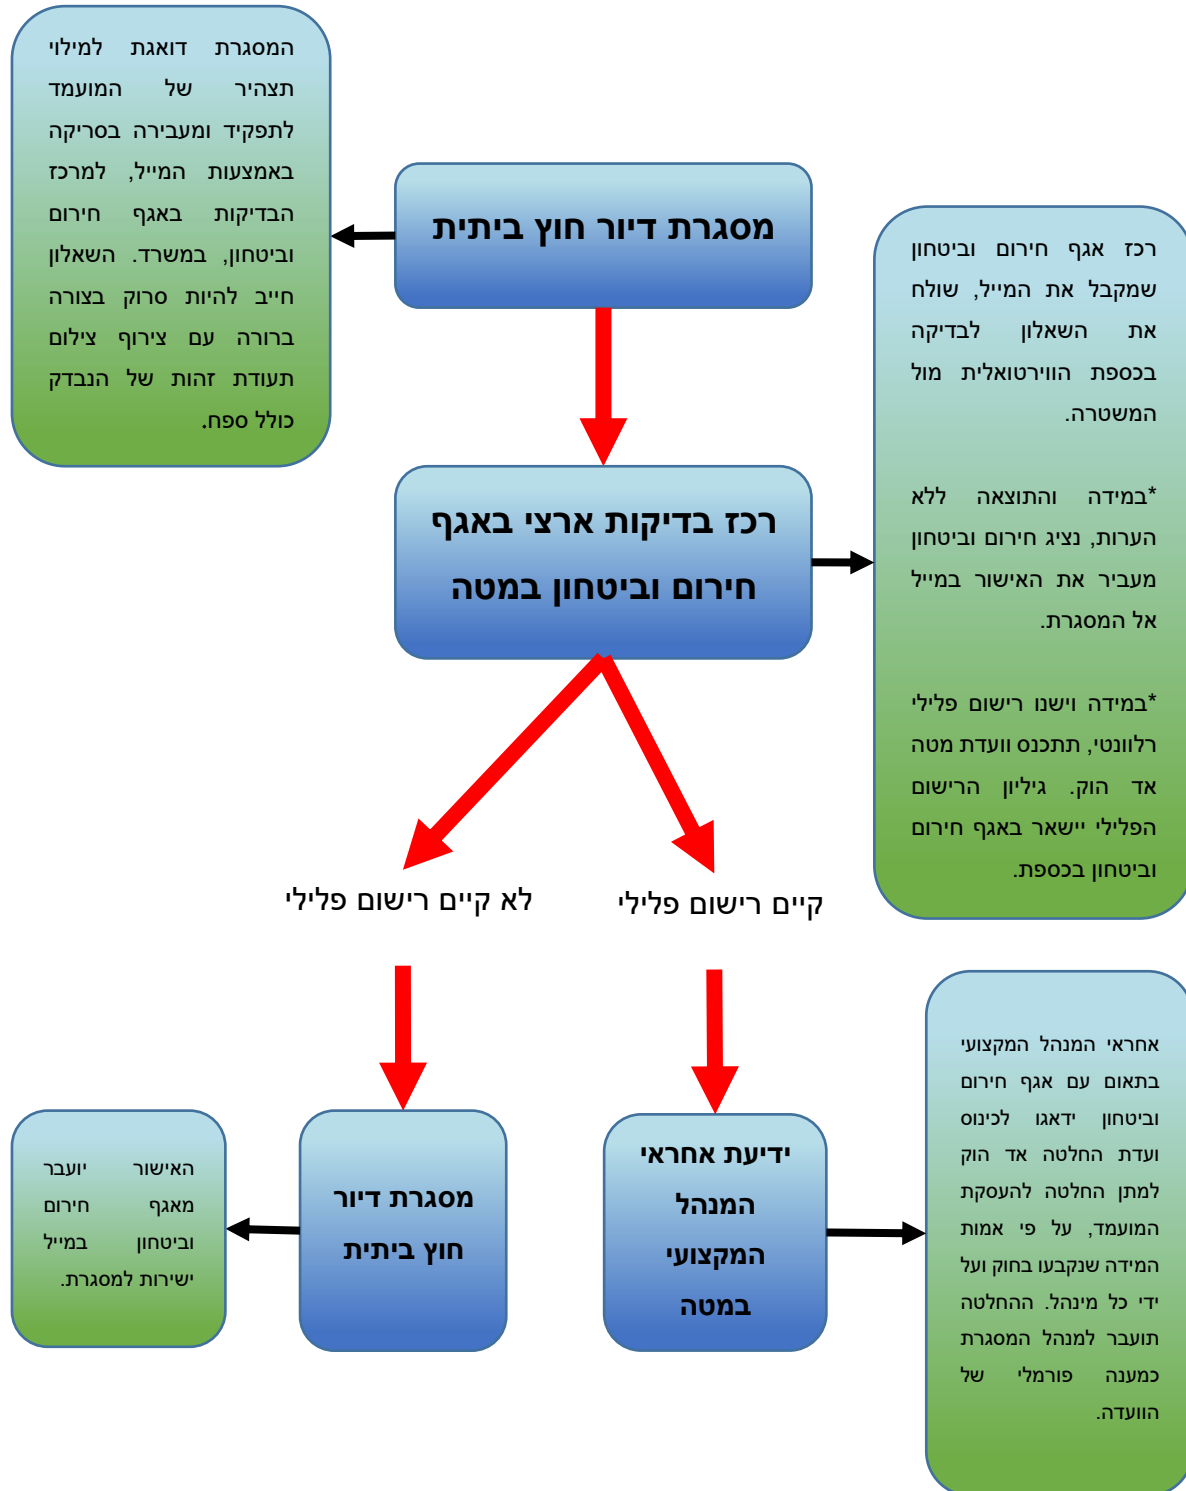 המסגרת דואגת למילוי
תצהיר של המועמד
לתפקיד ומעבירה בסריקה
באמצעות המייל, למרכז
הבדיקות באגף חירום
וביטחון, במשרד. השאלון
חייב להיות סרוק בצורה
ברורה עם צירוף צילום
תעודת זהות של הנבדק
כולל ספח.
מסגרת דיור חוץ ביתית
רכז אגף חירום וביטחון
שמקבל את המייל, שולח
את השאלון לבדיקה
בכספת הווירטואלית מול
המשטרה.
*במידה והתוצאה ללא
הערות, נציג חירום וביטחון
מעביר את האישור במייל
אל המסגרת.
*במידה וישנו רישום פלילי
רלוונטי, תתכנס וועדת מטה
אד הוק. גיליון הרישום
הפלילי יישאר באגף חירום
וביטחון בכספת.
רכז בדיקות ארצי באגף
חירום וביטחון במטה
קיים רישום פלילי
לא קיים רישום פלילי
אחראי המנהל המקצועי
בתאום עם אגף חירום
וביטחון ידאגו לכינוס
ועדת החלטה אד הוק
למתן החלטה להעסקת
המועמד, על פי אמות
המידה שנקבעו בחוק ועל
ידי כל מינהל. ההחלטה
תועבר למנהל המסגרת
כמענה פורמלי של
הוועדה.
ידיעת אחראי
המנהל
המקצועי
במטה
מסגרת דיור
חוץ ביתית
האישור יועבר
מאגף חירום
וביטחון במייל
ישירות למסגרת.